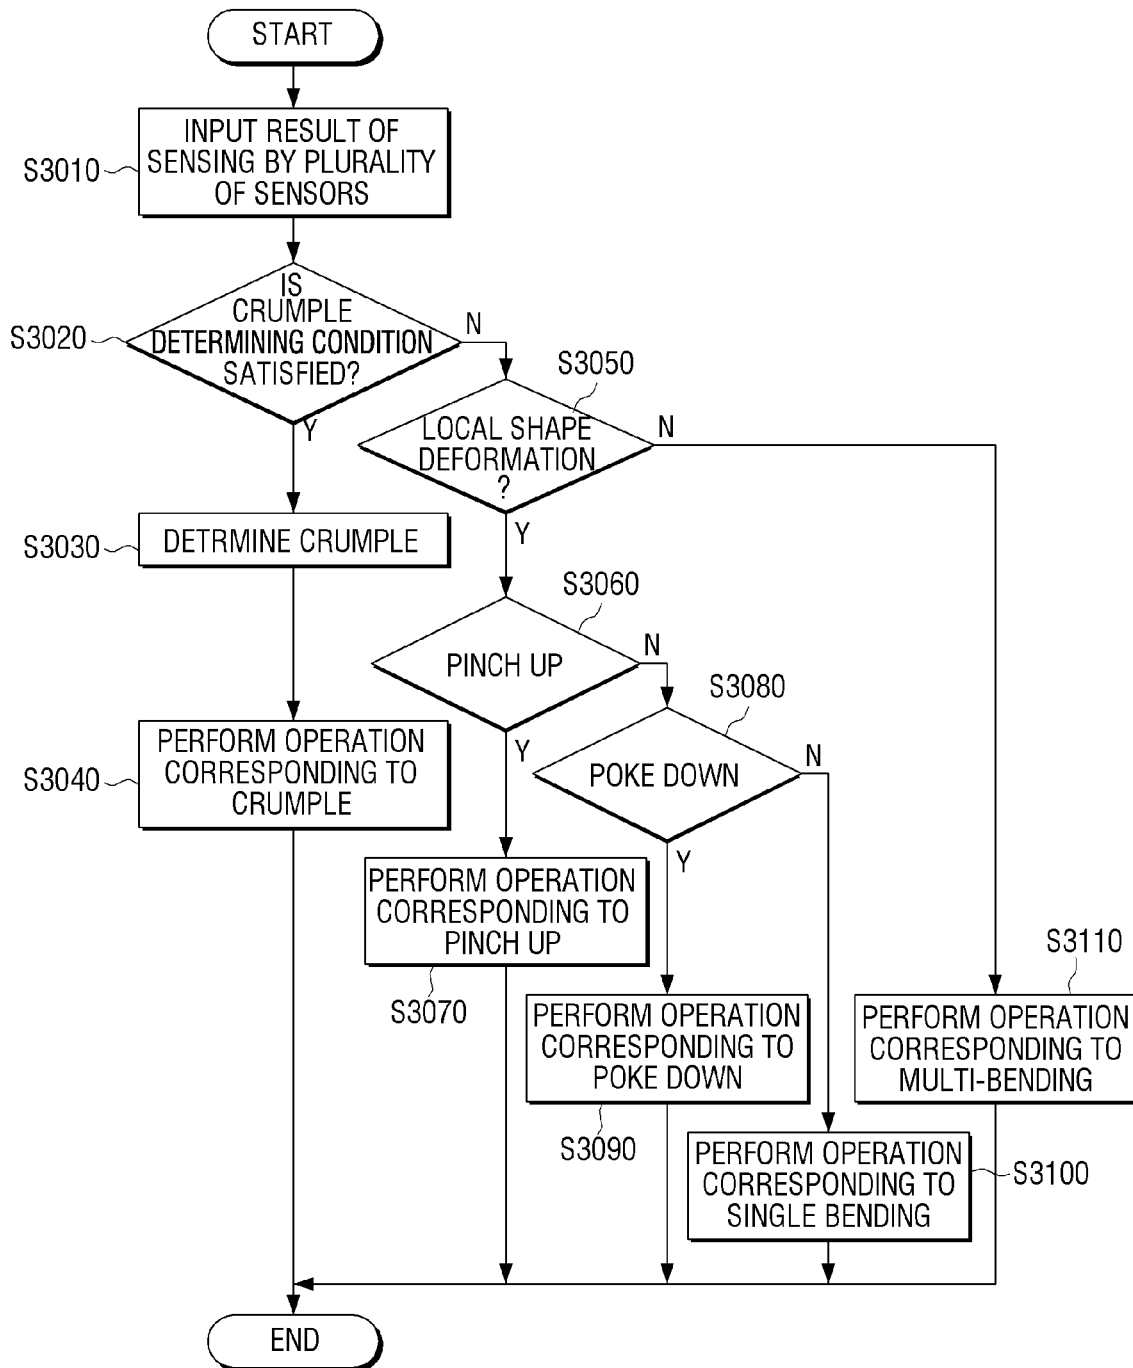 START
INPUT RESULT OF
SENSING BY PLURALITY
OF SENSORS
S3010
IS
CRUMPLE
DETERMINING CONDITION
SATISFIED?
S3020
N
Y
S3050
LOCAL SHAPE
DEFORMATION
?
N
Y
S3030
DETRMINE CRUMPLE
S3060
PINCH UP
N
Y
S3080
POKE DOWN
N
Y
S3040
PERFORM OPERATION
CORRESPONDING TO
CRUMPLE
PERFORM OPERATION
CORRESPONDING TO
PINCH UP
S3070
PERFORM OPERATION
CORRESPONDING TO
POKE DOWN
S3090
S3110
PERFORM OPERATION
CORRESPONDING TO
MULTI-BENDING
PERFORM OPERATION
CORRESPONDING TO
SINGLE BENDING
S3100
END